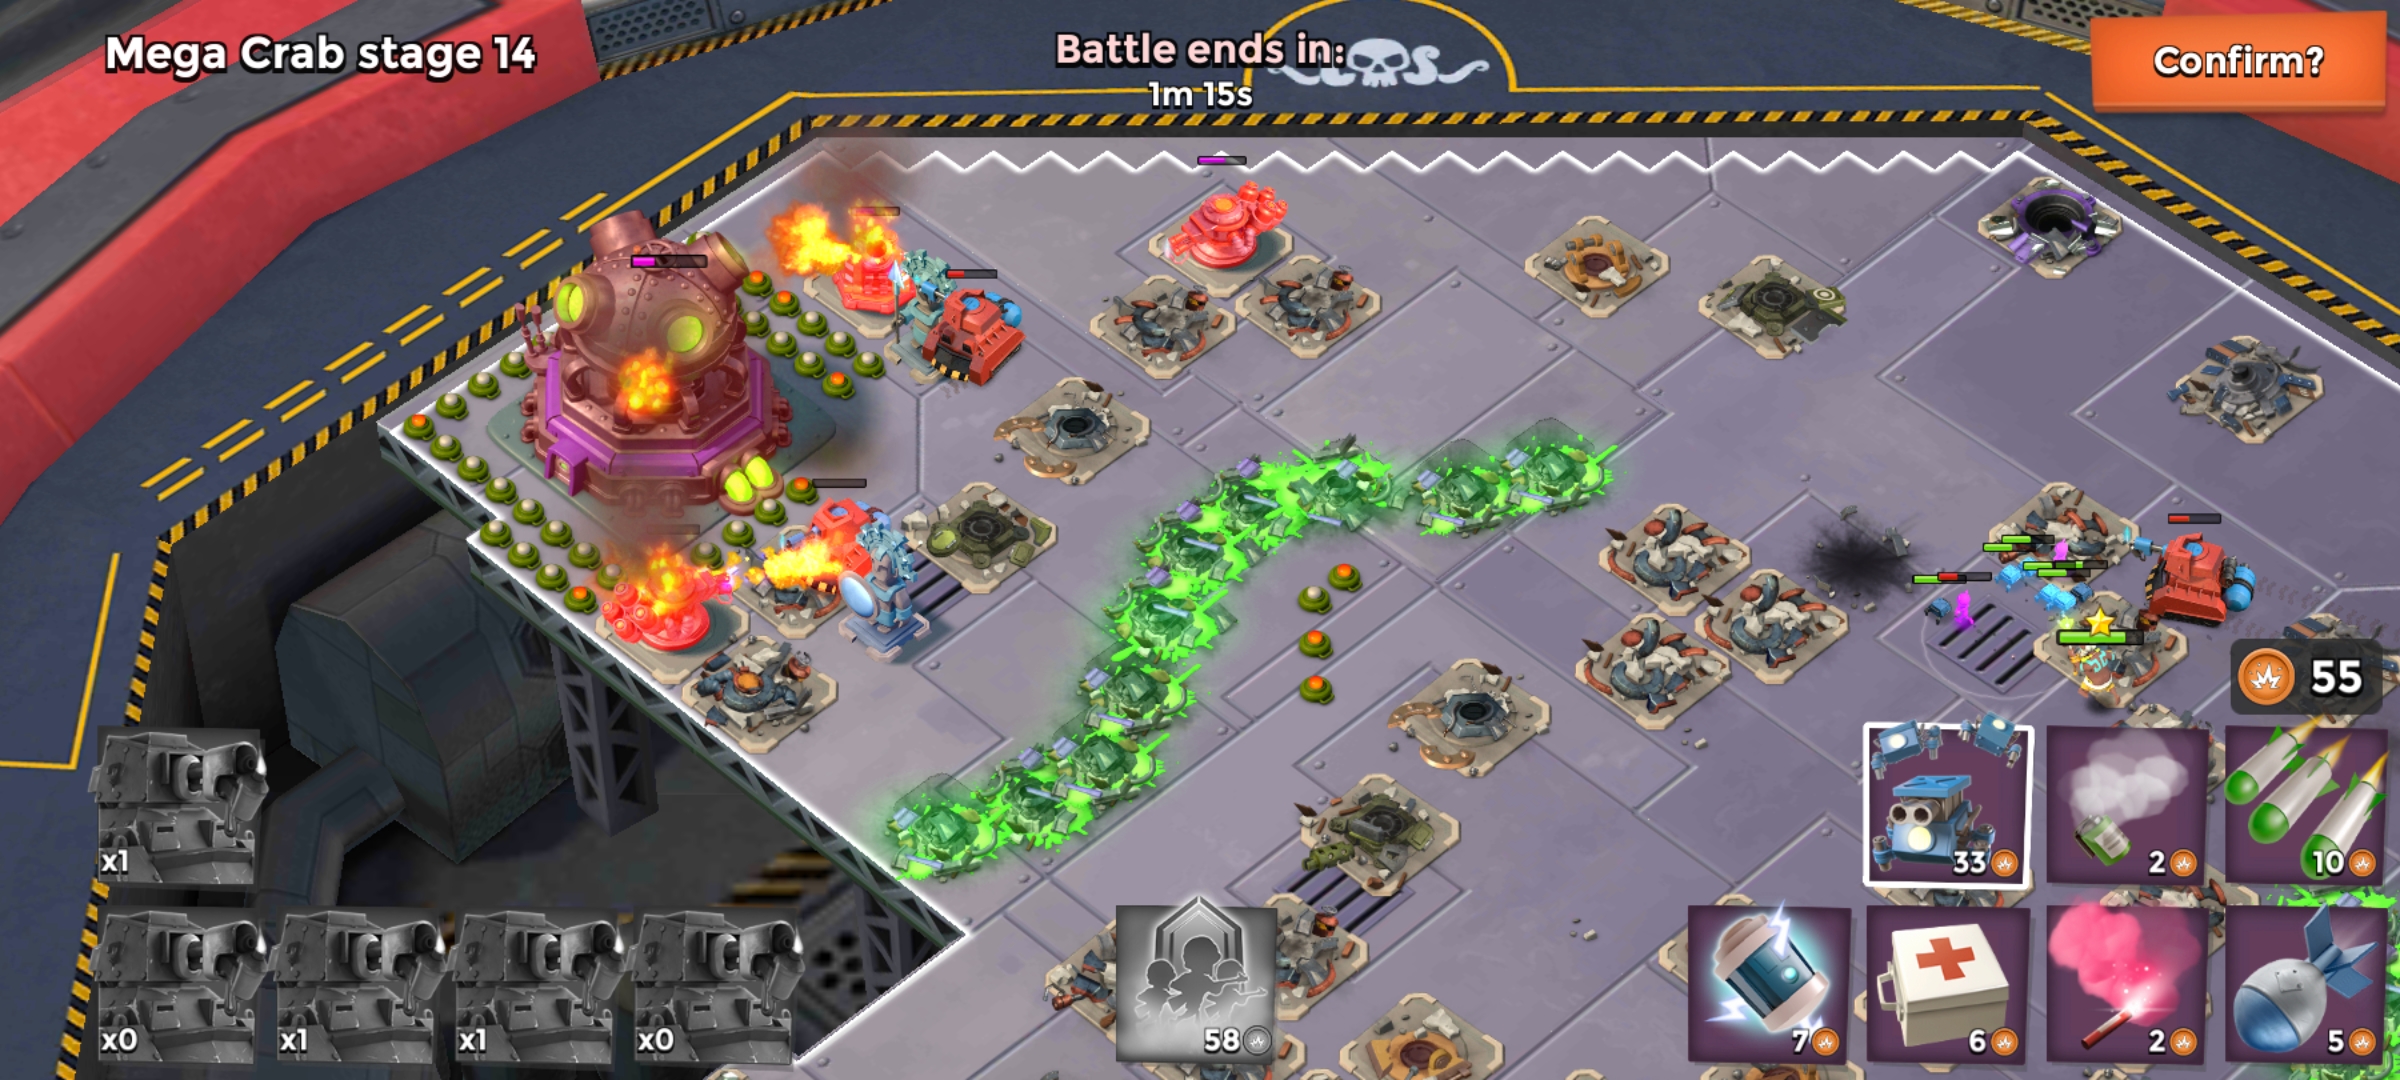 Mega Crab stage 14
Battle ends in:
1m 15s
Confirm?
55
x1
33
2
10
x0
x1
x1
x0
58
7
6
2
5